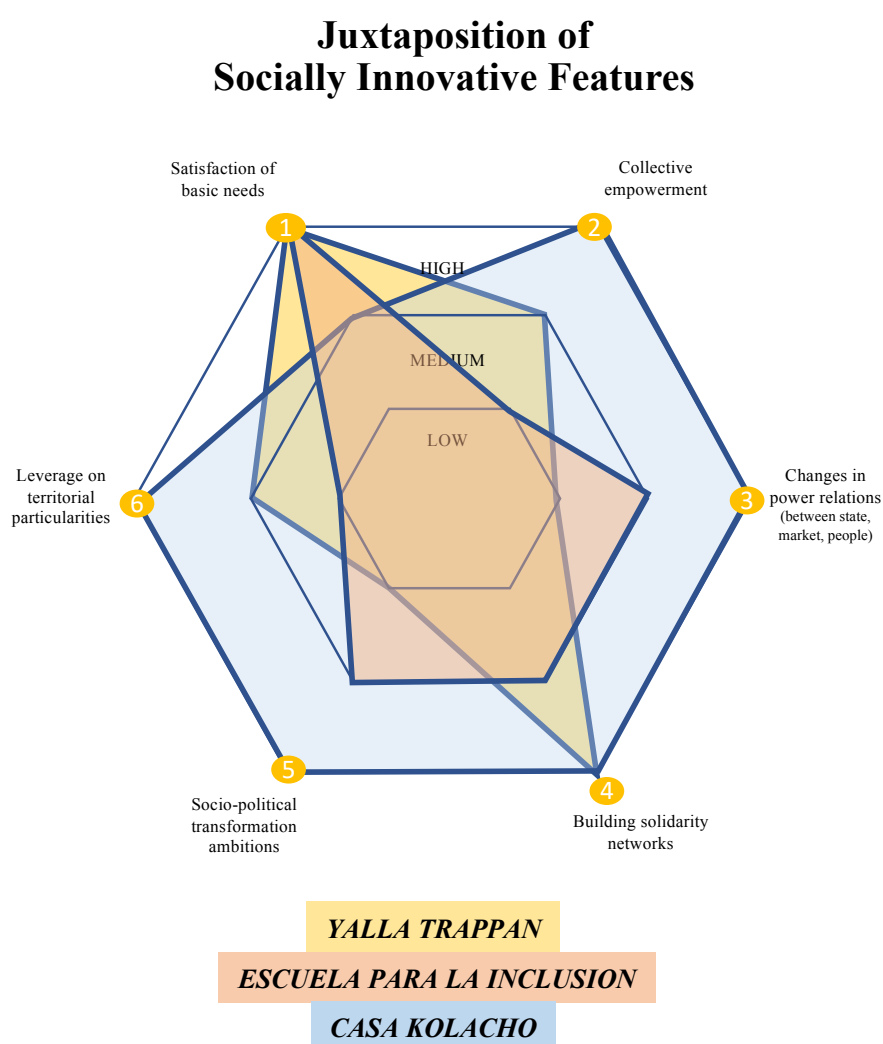 Juxtaposition of
Socially Innovative Features
Satisfaction of
basic needs
Collective
empowerment
1
2
HIGH
MEDIUM
LOW
Leverage on
territorial
particularities
6
3
Changes in
power relations
(between state,
market, people)
5
4
Socio-political
transformation
ambitions
Building solidarity
networks
YALLA TRAPPAN
ESCUELA PARA LA INCLUSION
CASA KOLACHO